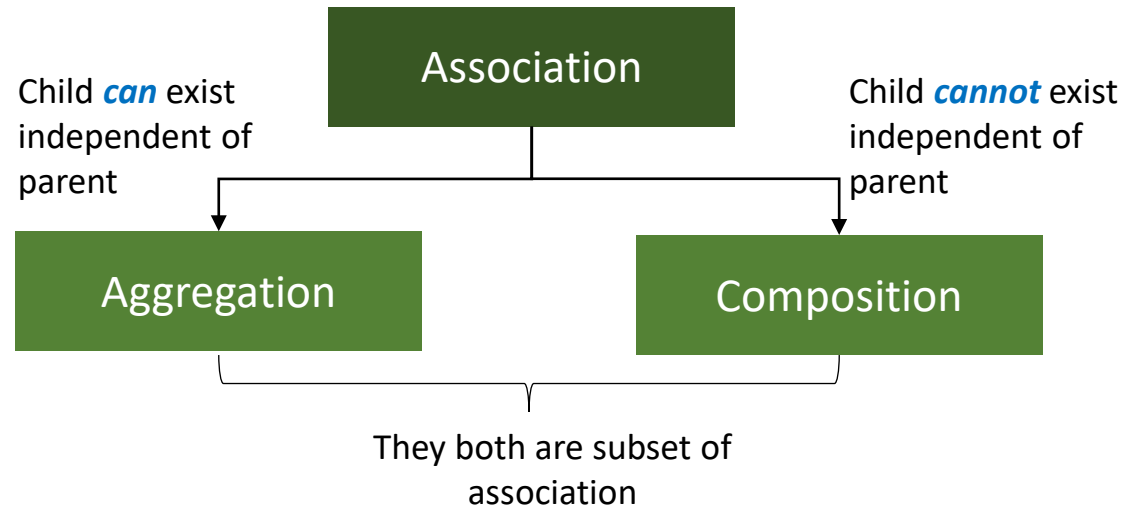 Association
Child can exist
independent of
parent
Child cannot exist
independent of
parent
Aggregation
Composition
They both are subset of
association